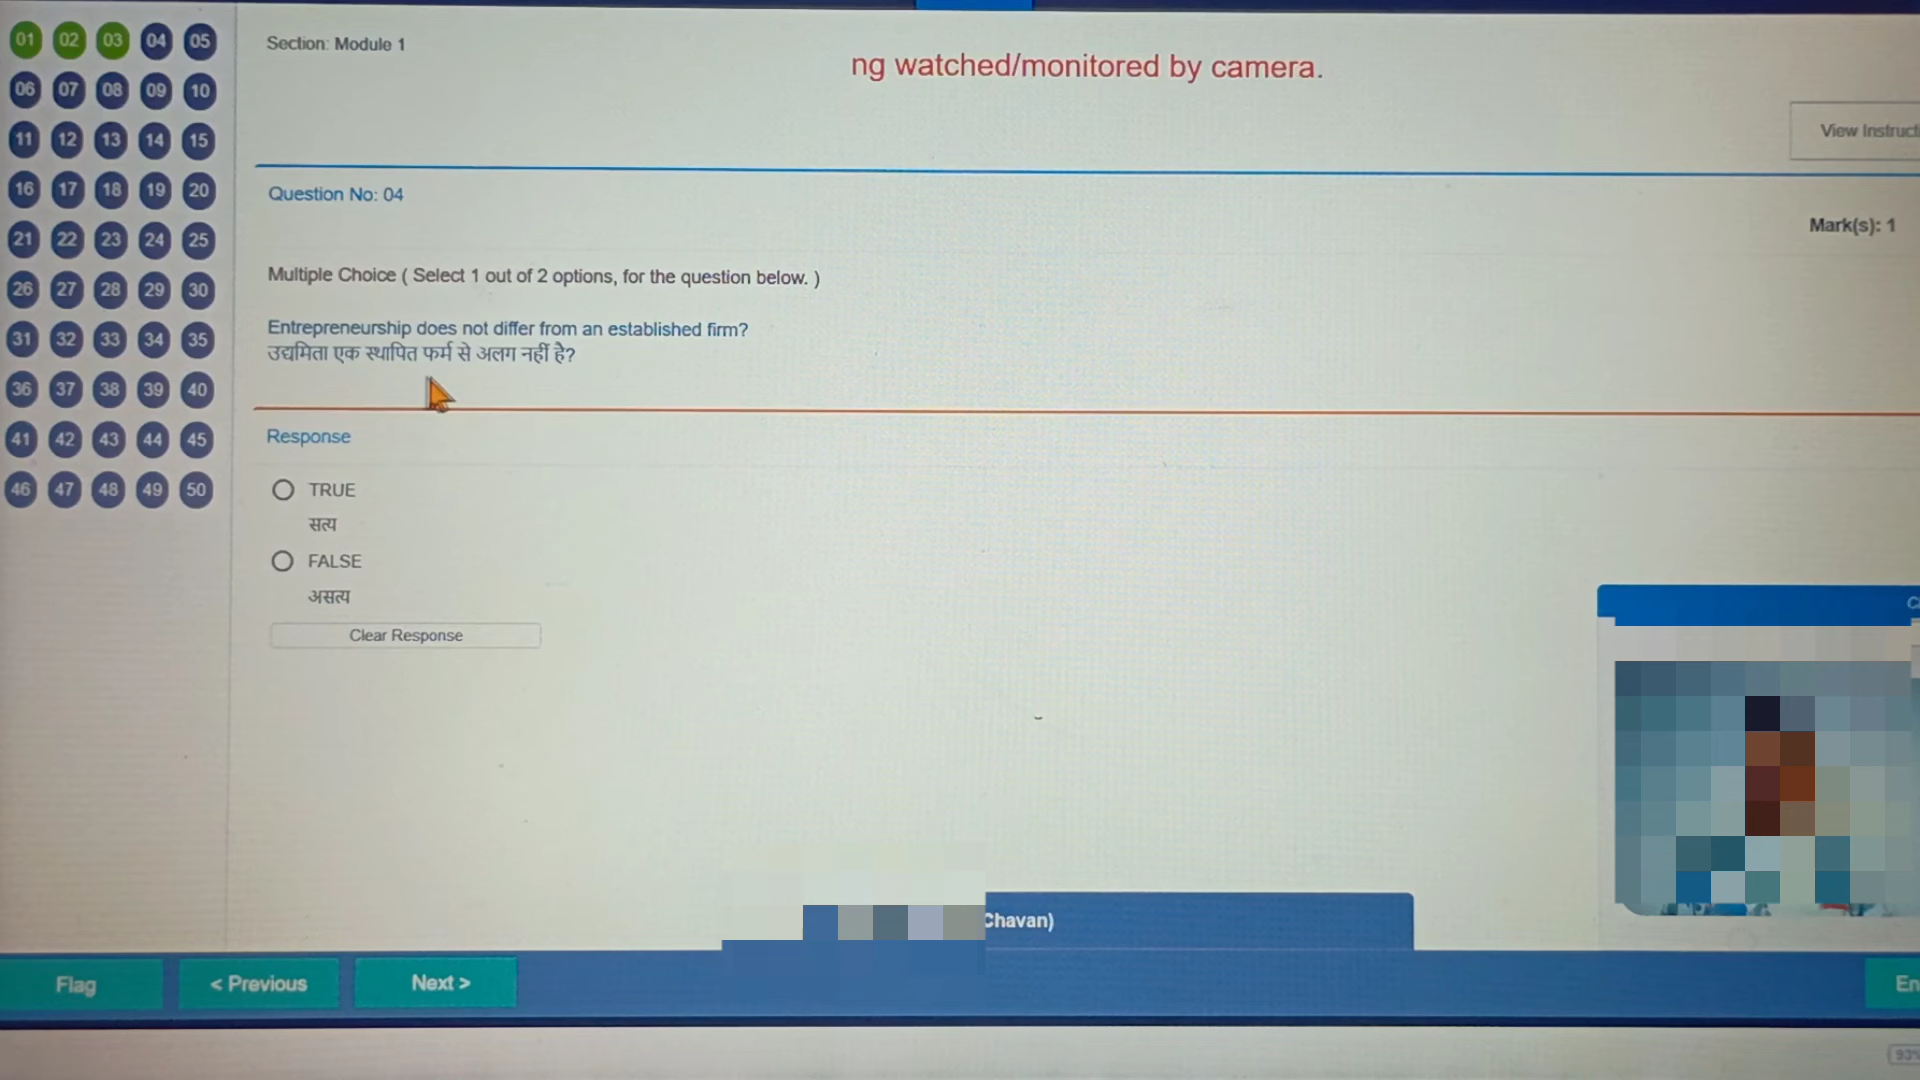 01 02 03 04 05
06 07 08 09 10
11 12 13 14 15
16 17 18 19 20
21 22 23 24 25
26 27 28 29 30
31 32 33 34 35
36 37 38 39 40
41 42 43 44 45
46 47 48 49 50
Section: Module 1
ng watched/monitored by camera.
View Instructi
Question No: 04
Mark(s): 1
Multiple Choice ( Select 1 out of 2 options, for the question below. )
Entrepreneurship does not differ from an established firm?
उद्यमिता एक स्थापित फर्म से अलग नहीं है?
Response
TRUE
सत्य
FALSE
असत्य
Clear Response
Chavan)
Flag
< Previous
Next >
En
93%